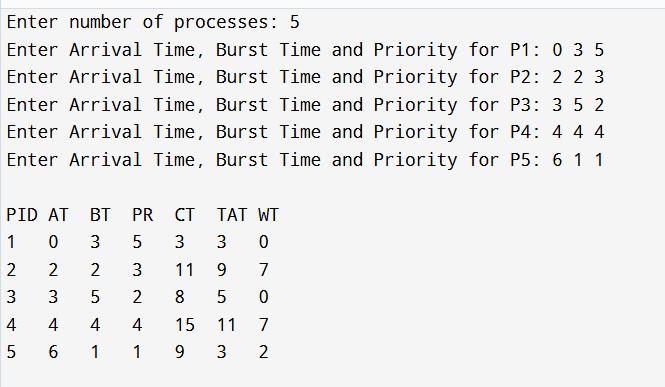 Enter number of processes: 5
Enter Arrival Time, Burst Time and Priority for P1: 0 3 5
Enter Arrival Time, Burst Time and Priority for P2: 2 2 3
Enter Arrival Time, Burst Time and Priority for P3: 3 5 2
Enter Arrival Time, Burst Time and Priority for P4: 4 4 4
Enter Arrival Time, Burst Time and Priority for P5: 6 1 1
PID AT BT PR CT TAT WT
1 0 3 5 3 3 0
2 2 2 3 11 9 7
3 3 5 2 8 5 0
4 4 4 4 15 11 7
5 6 1 1 9 3 2